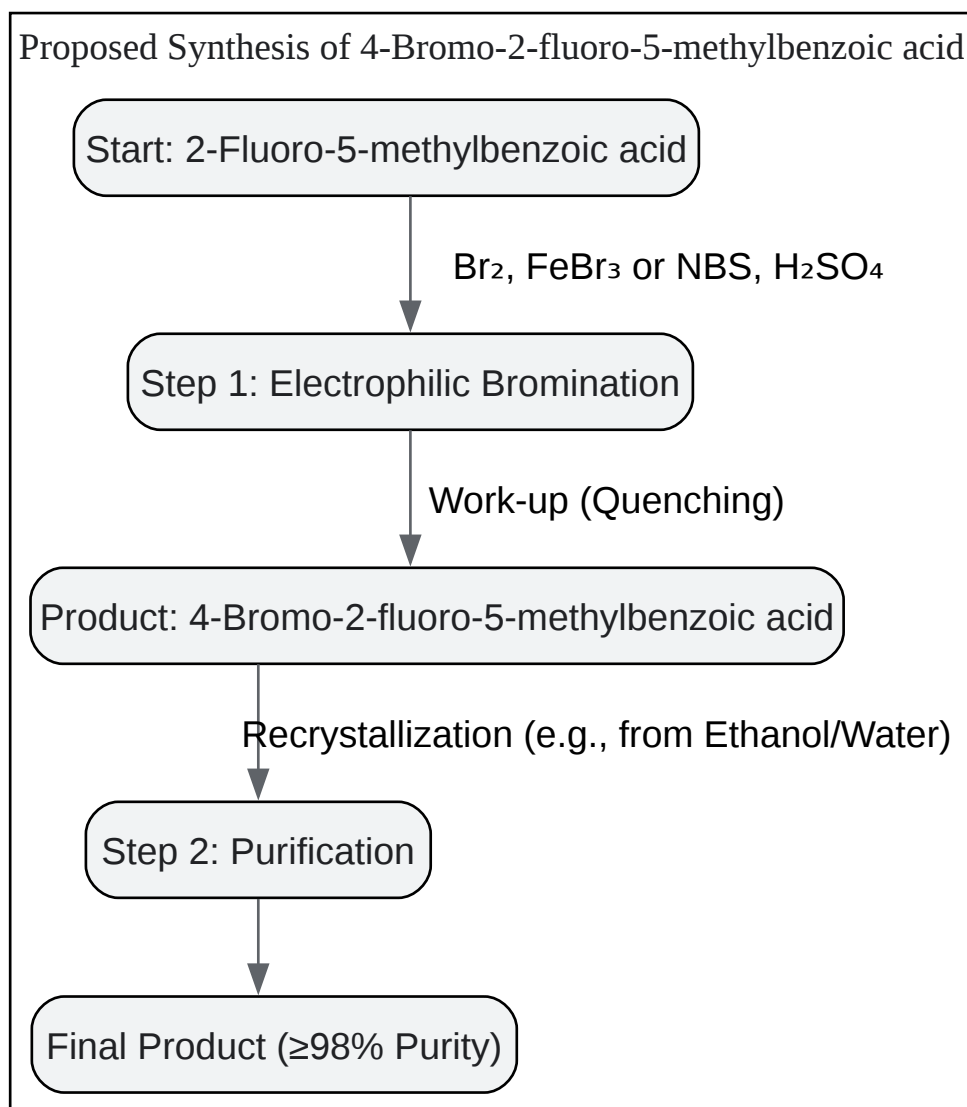 Proposed Synthesis of 4-Bromo-2-fluoro-5-methylbenzoic acid
Start: 2-Fluoro-5-methylbenzoic acid
Br₂, FeBr₃ or NBS, H₂SO₄
Step 1: Electrophilic Bromination
Work-up (Quenching)
Product: 4-Bromo-2-fluoro-5-methylbenzoic acid
Recrystallization (e.g., from Ethanol/Water)
Step 2: Purification
Final Product (≥98% Purity)